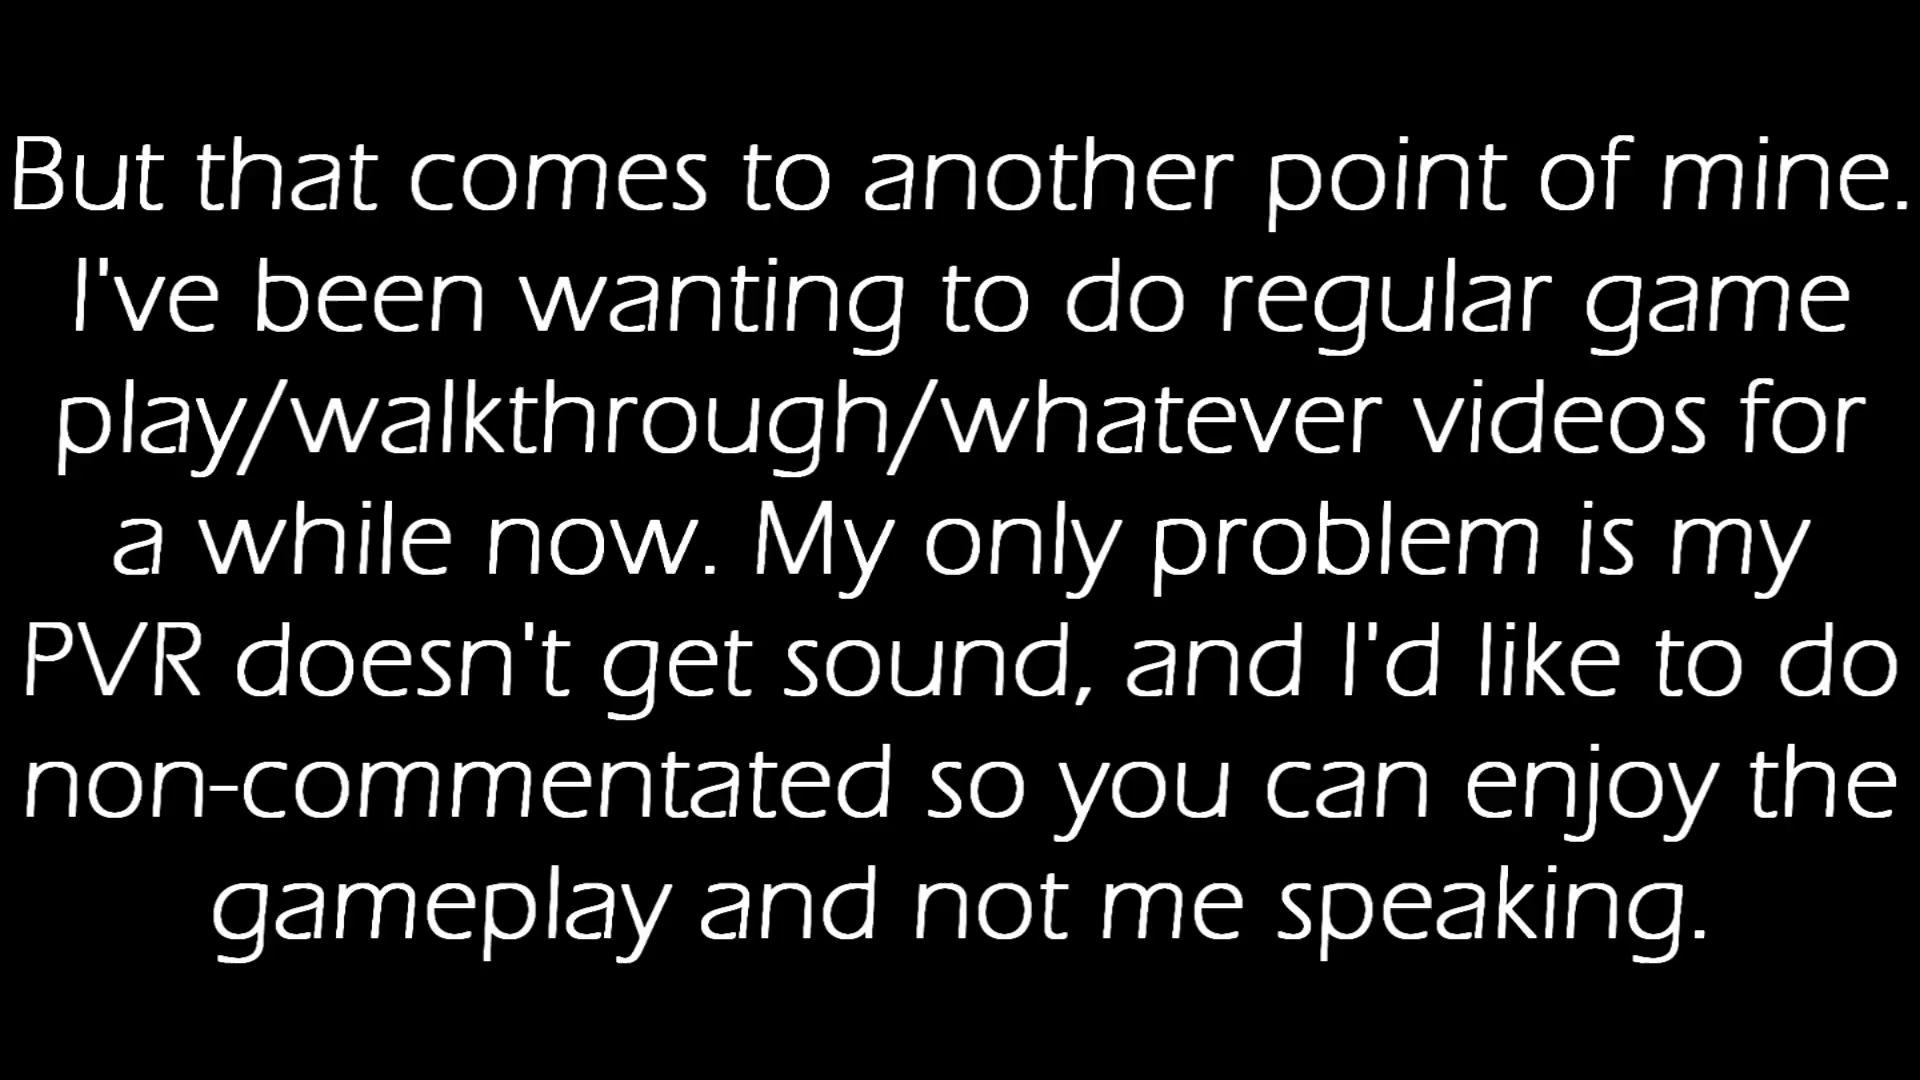 But that comes to another point of mine.
I've been wanting to do regular game
play/walkthrough/whatever videos for
a while now. My only problem is my
PVR doesn't get sound, and I'd like to do
non-commentated so you can enjoy the
gameplay and not me speaking.